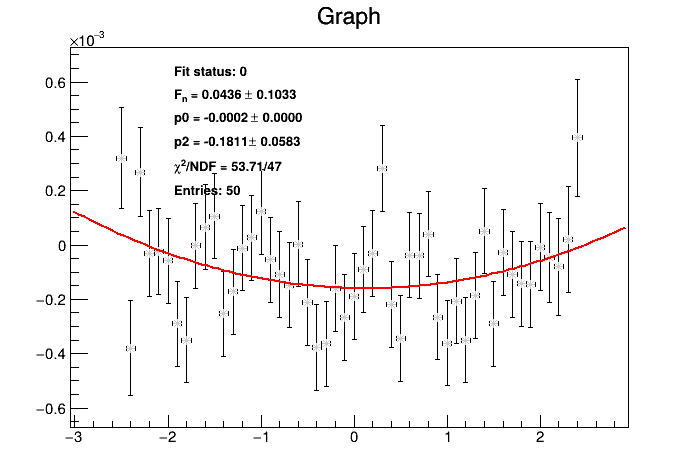 Graph
×10⁻³
Fit status: 0
Fₙ = 0.0436 ± 0.1033
p0 = -0.0002 ± 0.0000
p2 = -0.1811± 0.0583
χ²/NDF = 53.71/47
Entries: 50
0.6
0.4
0.2
0
−0.2
−0.4
−0.6
−3 −2 −1 0 1 2